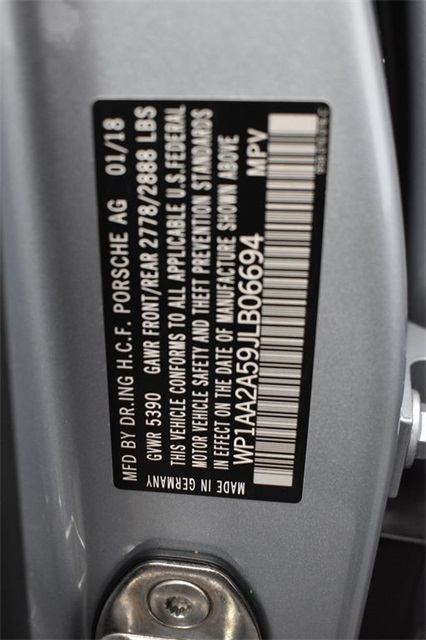 MFD BY DR.ING H.C.F. PORSCHE AG 01/18
GVWR 5390 GAWR FRONT/REAR 2778/2888 LBS
THIS VEHICLE CONFORMS TO ALL APPLICABLE U.S.FEDERAL
MOTOR VEHICLE SAFETY AND THEFT PREVENTION STANDARDS
IN EFFECT ON THE DATE OF MANUFACTURE SHOWN ABOVE
WP1AA2A59JLB06694 MPV
MADE IN GERMANY